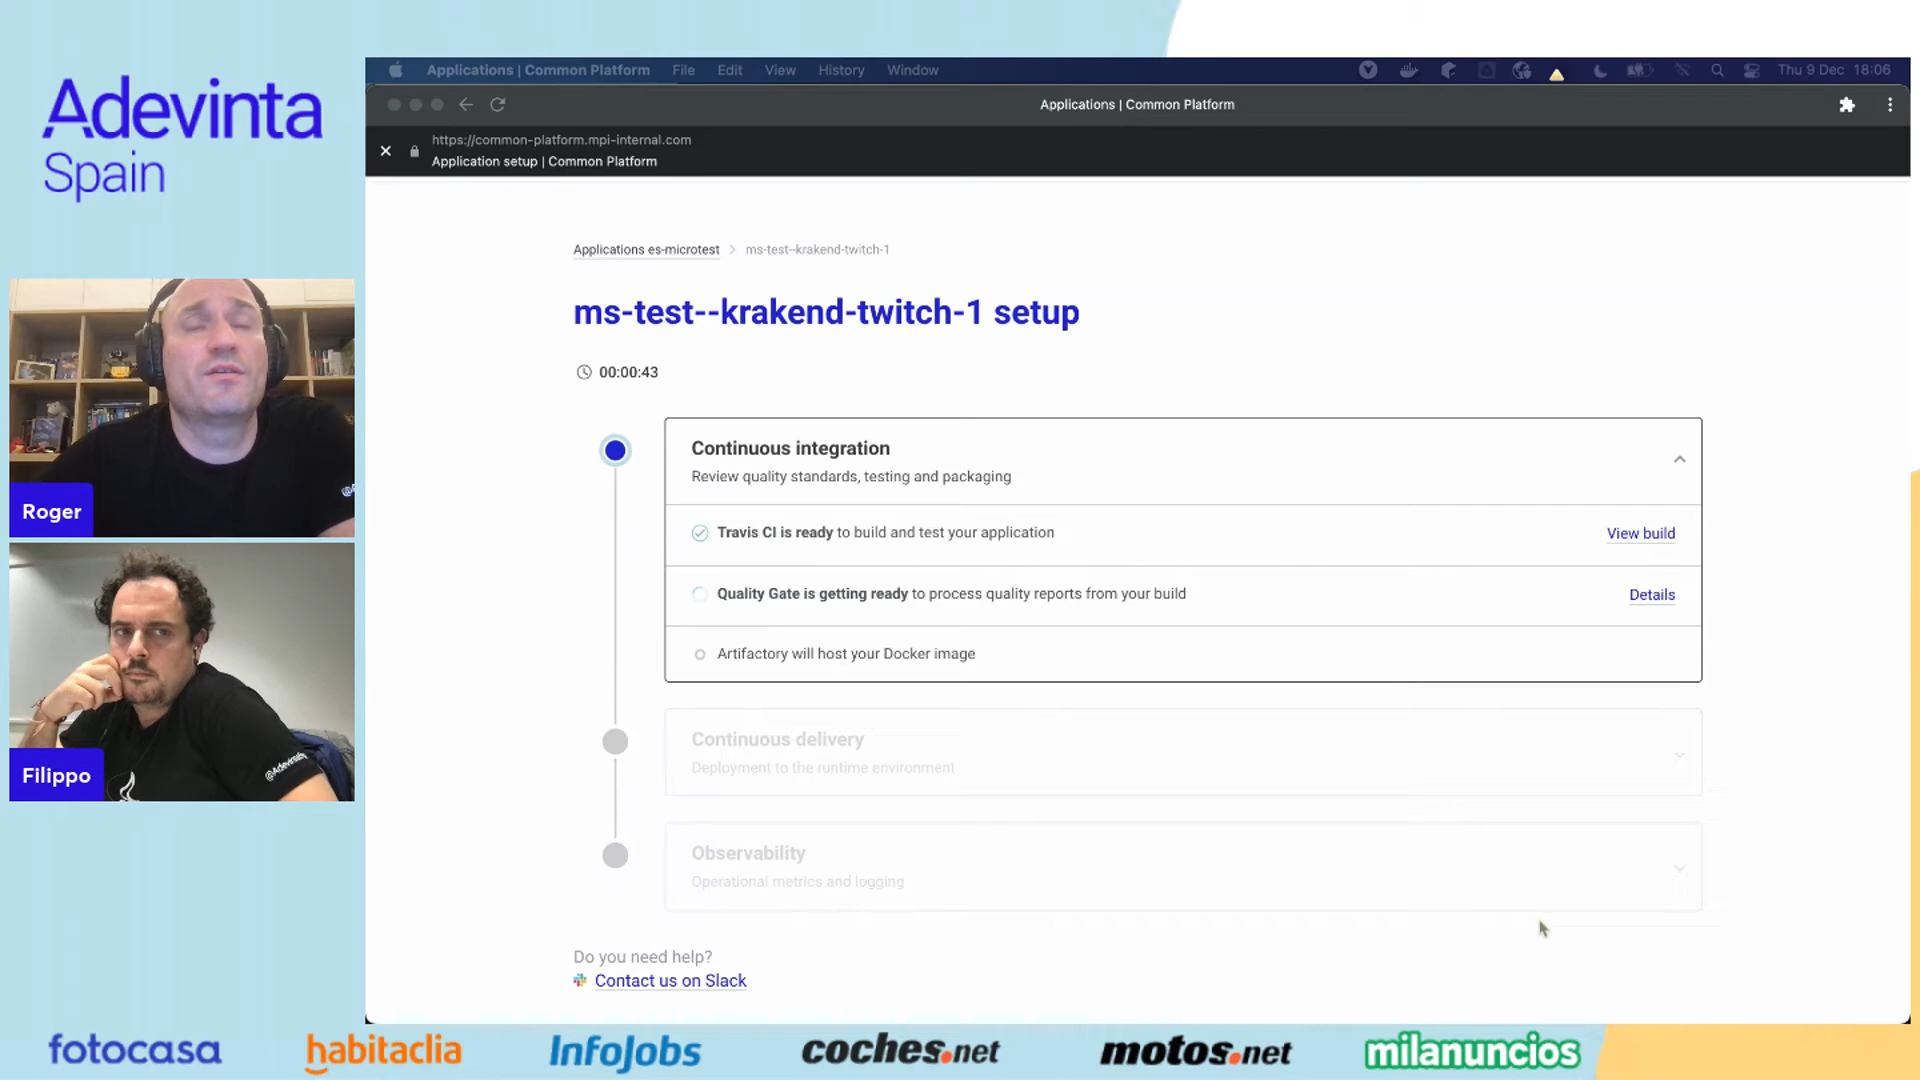 Adevinta
Spain
Applications | Common Platform File Edit View History Window
Thu 9 Dec 18:06
Applications | Common Platform
https://common-platform.mpi-internal.com
Application setup | Common Platform
Applications es-microtest > ms-test--krakend-twitch-1
ms-test--krakend-twitch-1 setup
00:00:43
Continuous integration
Review quality standards, testing and packaging
Travis CI is ready to build and test your application View build
Quality Gate is getting ready to process quality reports from your build Details
Artifactory will host your Docker image
Continuous delivery
Deployment to the runtime environment
Observability
Operational metrics and logging
Do you need help?
Contact us on Slack
Roger
Filippo
fotocasa habitaclia InfoJobs coches.net motos.net milanuncios